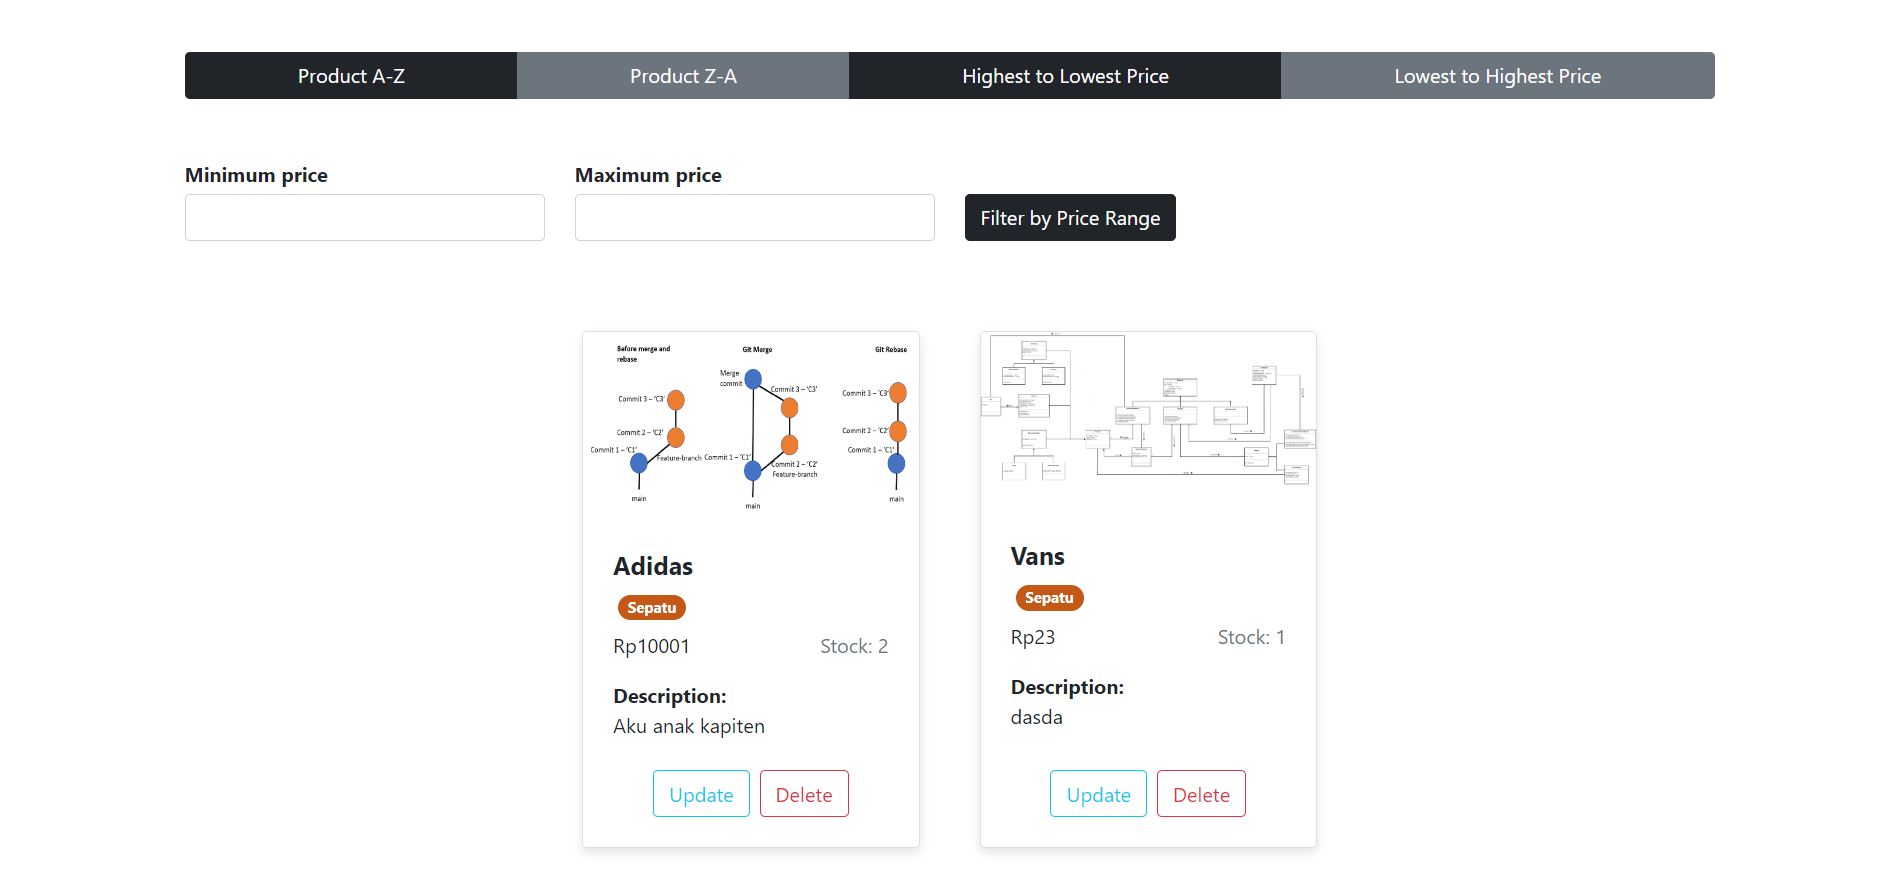 Product A-Z
Product Z-A
Highest to Lowest Price
Lowest to Highest Price
Minimum price
Maximum price
Filter by Price Range
Before merge and
rebase
Git Merge
Git Rebase
Merge
commit
Commit 3 – 'C3'
Commit 3 – 'C3'
Commit 3 – 'C3'
Commit 2 – 'C2'
Commit 2 – 'C2'
Commit 1 – 'C1'
Commit 1 – 'C1'
Feature-branch
Commit 1 – 'C1'
Commit 2 – 'C2'
Feature-branch
main
main
main
Adidas
Sepatu
Rp10001
Stock: 2
Description:
Aku anak kapiten
Update
Delete
Vans
Sepatu
Rp23
Stock: 1
Description:
dasda
Update
Delete